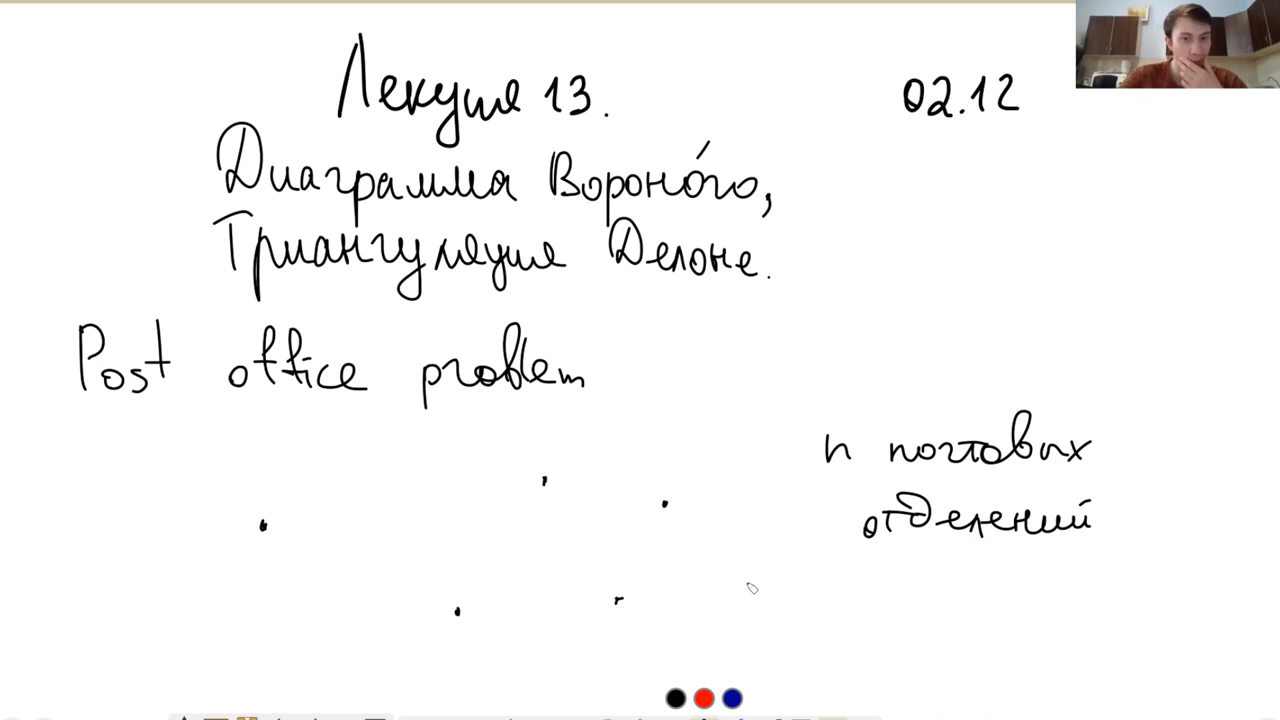 Лекция 13.
02.12
Диаграмма Вороно́го,
Триангуляция Делоне.
Post office problem
n почтовых
отделений